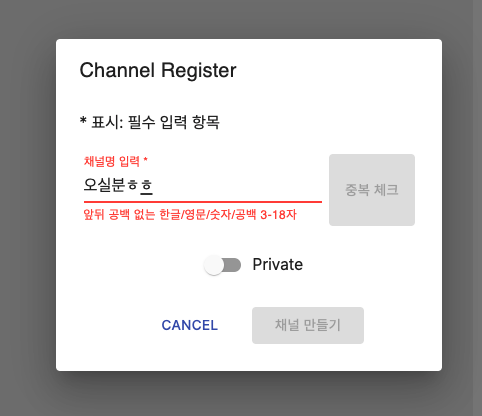 Channel Register
* 표시: 필수 입력 항목
채널명 입력 *
오실분ㅎㅎ
중복 체크
앞뒤 공백 없는 한글/영문/숫자/공백 3-18자
Private
CANCEL
채널 만들기